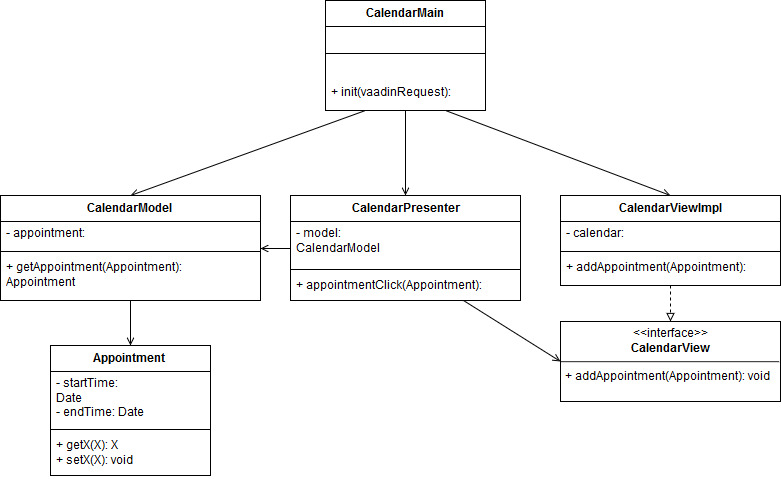 CalendarMain
+ init(vaadinRequest):
CalendarModel
- appointment:
+ getAppointment(Appointment):
Appointment
CalendarPresenter
- model:
CalendarModel
+ appointmentClick(Appointment):
CalendarViewImpl
- calendar:
+ addAppointment(Appointment):
Appointment
- startTime:
Date
- endTime: Date
+ getX(X): X
+ setX(X): void
<<interface>>
CalendarView
+ addAppointment(Appointment): void